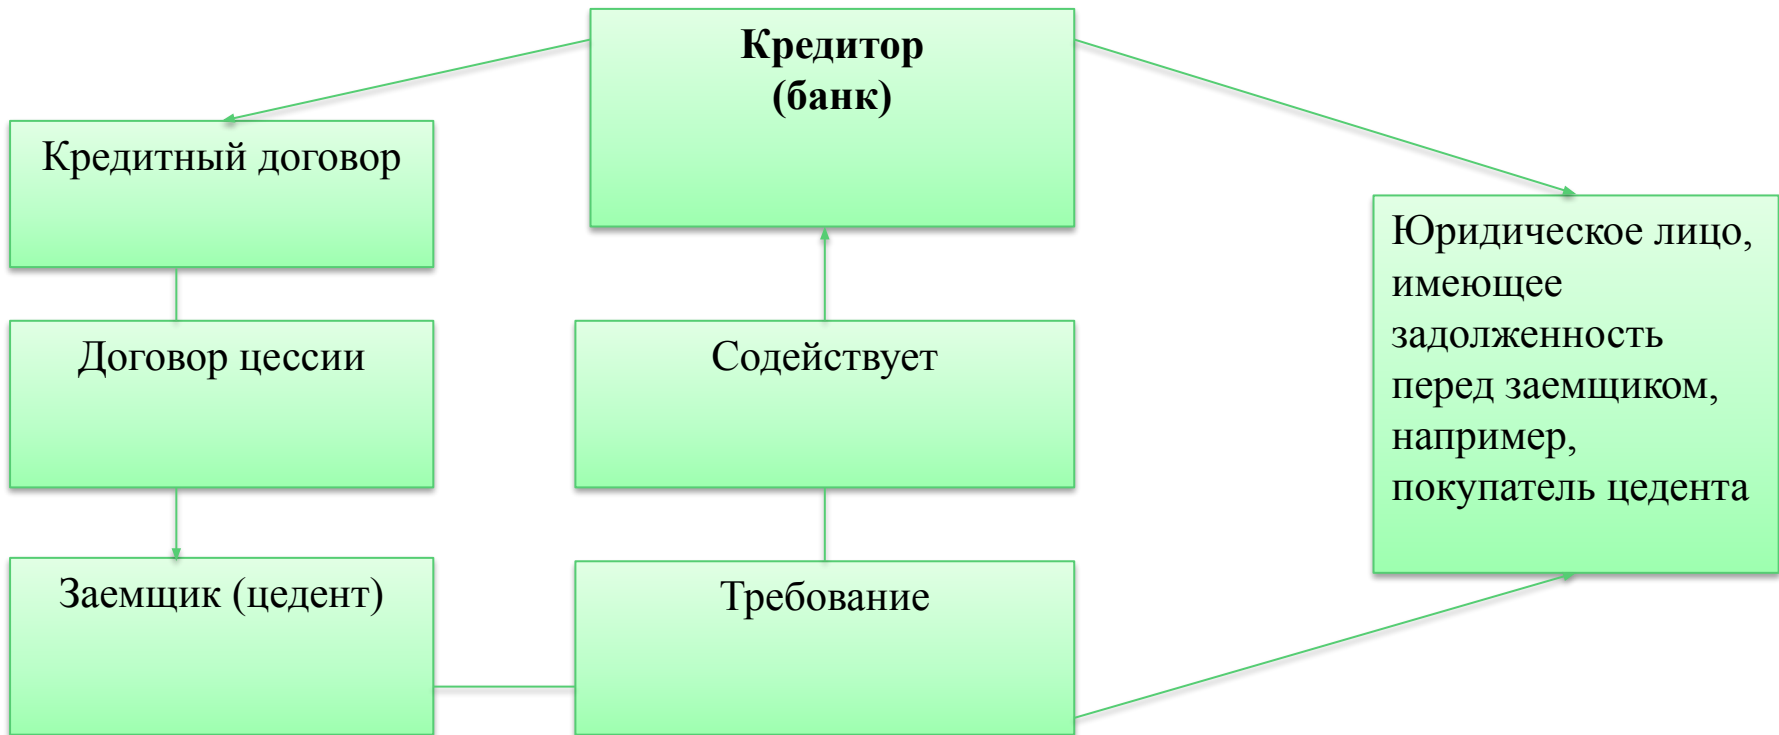 Кредитор
(банк)
Кредитный договор
Юридическое лицо,
имеющее
задолженность
перед заемщиком,
например,
покупатель цедента
Договор цессии
Содействует
Заемщик (цедент)
Требование